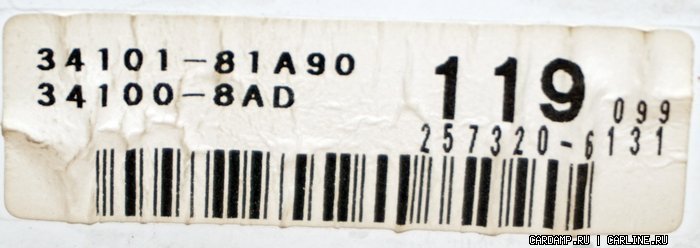 34101-81A90
34100-8AD
119
099
257320-6131
CARDAMP.RU | CARLINE.RU